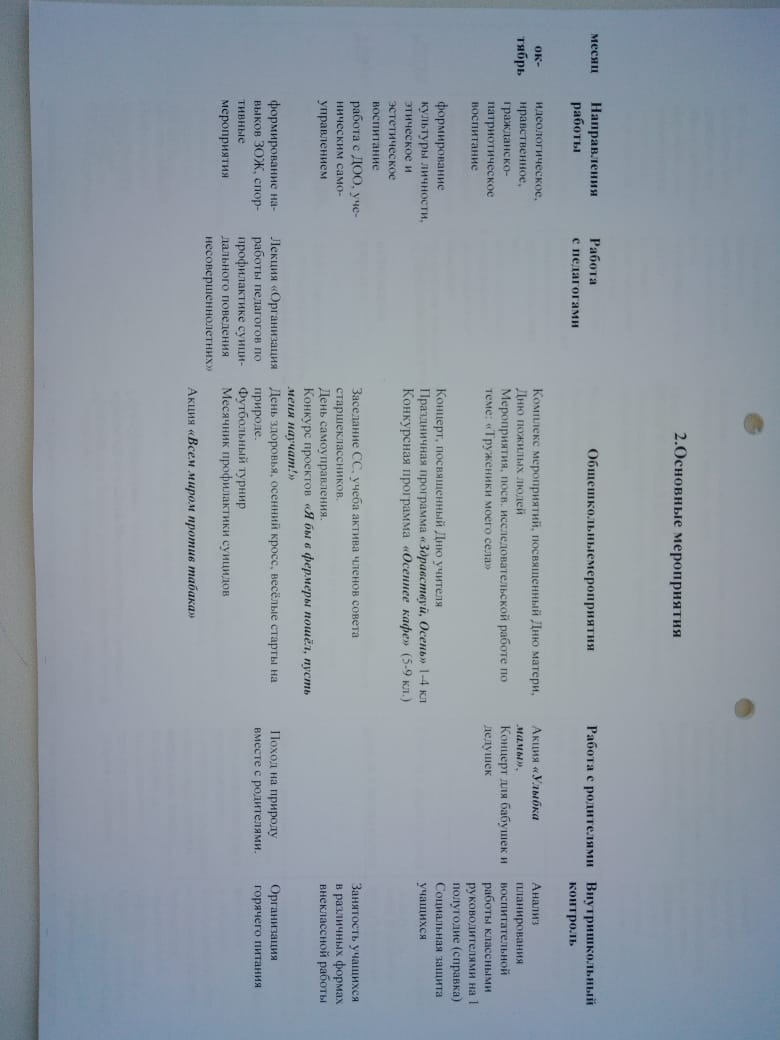 2.Основные мероприятия
месяц
Направления
работы
Работа
с педагогами
Общешкольныемероприятия
Работа с родителями
Внутришкольный
контроль
ок-
тябрь
идеологическое,
нравственное,
гражданско-
патриотическое
воспитание
Комплекс мероприятий, посвященный Дню матери,
Дню пожилых людей
Мероприятия, посв. исследовательской работе по
теме: «Труженики моего села»
Акция «Улыбка
мамы».
Концерт для бабушек и
дедушек
Анализ
планирования
воспитательной
работы классными
руководителями на 1
полугодие (справка)
формирование
культуры личности,
этическое и
эстетическое
воспитание
Концерт, посвященный Дню учителя
Праздничная программа «Здравствуй, Осень» 1-4 кл
Конкурсная программа «Осеннее кафе» (5-9 кл.)
Социальная защита
учащихся
работа с ДОО, уче-
ническим само-
управлением
Заседание СС, учеба актива членов совета
старшеклассников.
День самоуправления.
Конкурс проектов «Я бы в фермеры пошёл, пусть
меня научат!»
Занятость учащихся
в различных формах
внеклассной работы
формирование на-
выков ЗОЖ, спор-
тивные
мероприятия
Лекция «Организация
работы педагогов по
профилактике суици-
дального поведения
несовершеннолетних»
День здоровья, осенний кросс, весёлые старты на
природе.
Футбольный турнир
Месячник профилактики суицидов
Акция «Всем миром против табака»
Поход на природу
вместе с родителями.
Организация
горячего питания